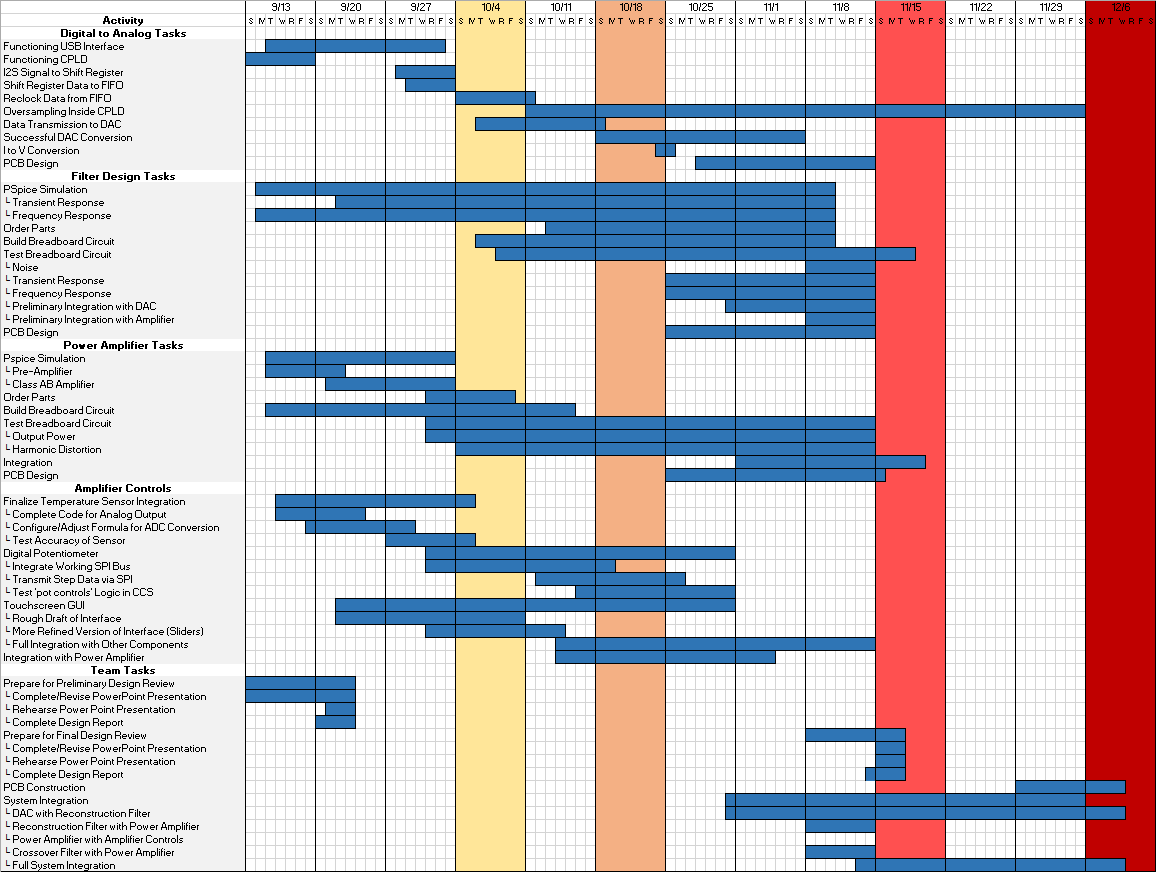 9/13 9/20 9/27 10/4 10/11 10/18 10/25 11/1 11/8 11/15 11/22 11/29 12/6
Activity S M T W R F S S M T W R F S S M T W R F S S M T W R F S S M T W R F S S M T W R F S S M T W R F S S M T W R F S S M T W R F S S M T W R F S S M T W R F S S M T W R F S S M T W R F S
Digital to Analog Tasks
Functioning USB Interface
Functioning CPLD
I2S Signal to Shift Register
Shift Register Data to FIFO
Reclock Data from FIFO
Oversampling Inside CPLD
Data Transmission to DAC
Successful DAC Conversion
I to V Conversion
PCB Design
Filter Design Tasks
PSpice Simulation
└ Transient Response
└ Frequency Response
Order Parts
Build Breadboard Circuit
Test Breadboard Circuit
└ Noise
└ Transient Response
└ Frequency Response
└ Preliminary Integration with DAC
└ Preliminary Integration with Amplifier
PCB Design
Power Amplifier Tasks
Pspice Simulation
└ Pre-Amplifier
└ Class AB Amplifier
Order Parts
Build Breadboard Circuit
Test Breadboard Circuit
└ Output Power
└ Harmonic Distortion
Integration
PCB Design
Amplifier Controls
Finalize Temperature Sensor Integration
└ Complete Code for Analog Output
└ Configure/Adjust Formula for ADC Conversion
└ Test Accuracy of Sensor
Digital Potentiometer
└ Integrate Working SPI Bus
└ Transmit Step Data via SPI
└ Test 'pot controls' Logic in CCS
Touchscreen GUI
└ Rough Draft of Interface
└ More Refined Version of Interface (Sliders)
└ Full Integration with Other Components
Integration with Power Amplifier
Team Tasks
Prepare for Preliminary Design Review
└ Complete/Revise PowerPoint Presentation
└ Rehearse Power Point Presentation
└ Complete Design Report
Prepare for Final Design Review
└ Complete/Revise PowerPoint Presentation
└ Rehearse Power Point Presentation
└ Complete Design Report
PCB Construction
System Integration
└ DAC with Reconstruction Filter
└ Reconstruction Filter with Power Amplifier
└ Power Amplifier with Amplifier Controls
└ Crossover Filter with Power Amplifier
└ Full System Integration